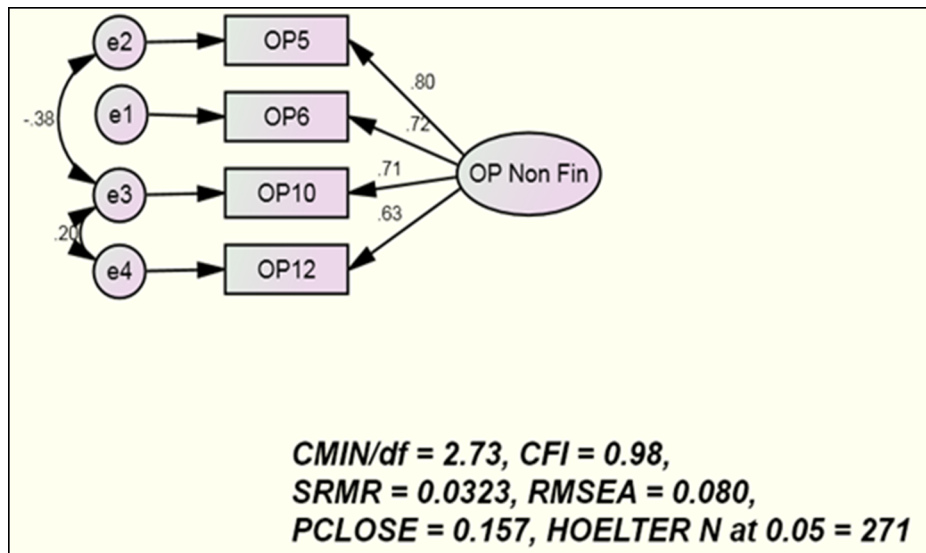 e2
OP5
.80
-.38
e1
OP6
.72
OP Non Fin
e3
OP10
.71
.20
e4
OP12
.63
CMIN/df = 2.73, CFI = 0.98,
SRMR = 0.0323, RMSEA = 0.080,
PCLOSE = 0.157, HOELTER N at 0.05 = 271